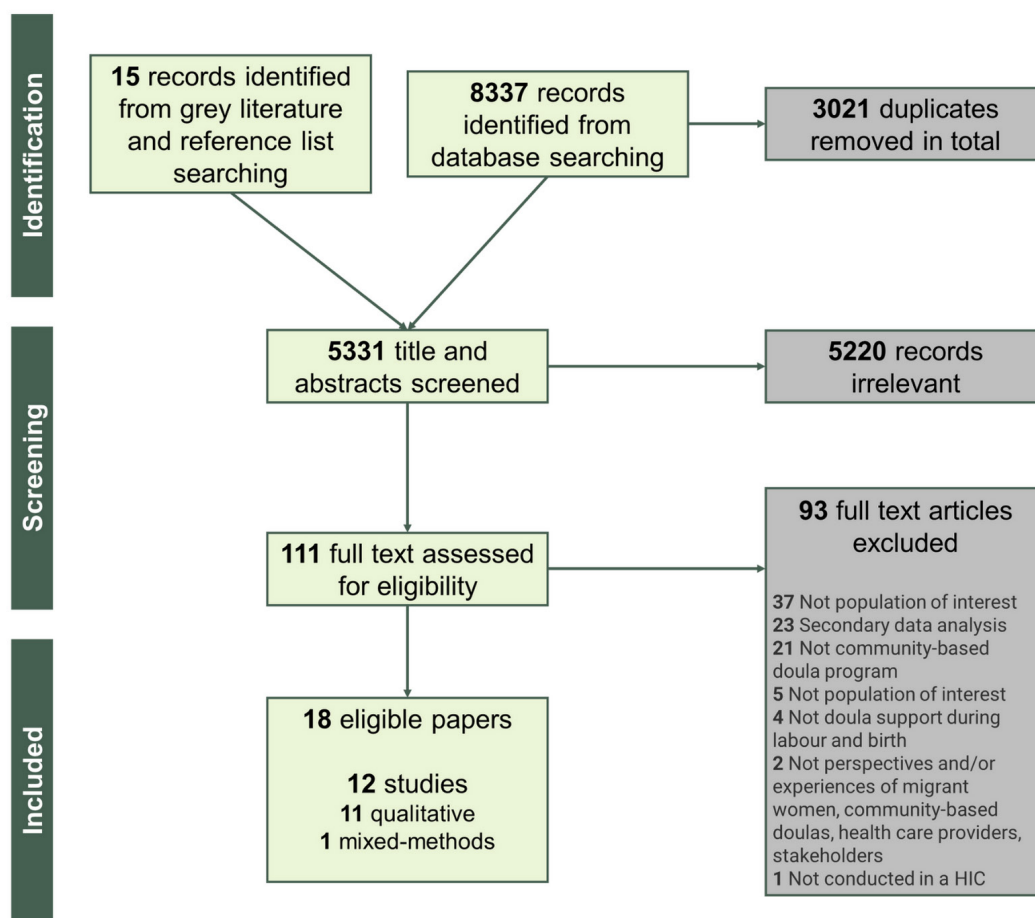 Identification
15 records identified
from grey literature
and reference list
searching
8337 records
identified from
database searching
3021 duplicates
removed in total
Screening
5331 title and
abstracts screened
5220 records
irrelevant
111 full text assessed
for eligibility
93 full text articles
excluded
37 Not population of interest
23 Secondary data analysis
21 Not community-based
doula program
5 Not population of interest
4 Not doula support during
labour and birth
2 Not perspectives and/or
experiences of migrant
women, community-based
doulas, health care providers,
stakeholders
1 Not conducted in a HIC
Included
18 eligible papers
12 studies
11 qualitative
1 mixed-methods